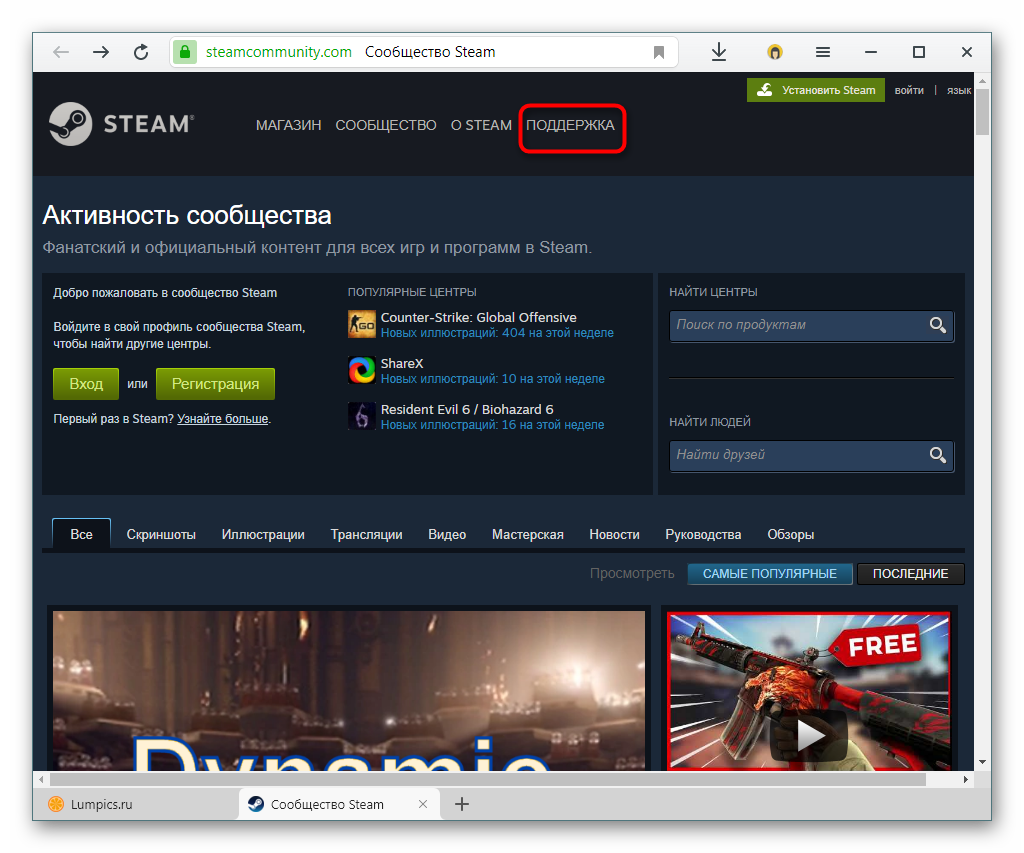 steamcommunity.com Сообщество Steam
Установить Steam войти | язык
STEAM®
МАГАЗИН СООБЩЕСТВО О STEAM ПОДДЕРЖКА
Активность сообщества
Фанатский и официальный контент для всех игр и программ в Steam.
Добро пожаловать в сообщество Steam
Войдите в свой профиль сообщества Steam,
чтобы найти другие центры.
Вход или Регистрация
Первый раз в Steam? Узнайте больше.
ПОПУЛЯРНЫЕ ЦЕНТРЫ
GO
Counter-Strike: Global Offensive
Новых иллюстраций: 404 на этой неделе
ShareX
Новых иллюстраций: 10 на этой неделе
Resident Evil 6 / Biohazard 6
Новых иллюстраций: 16 на этой неделе
НАЙТИ ЦЕНТРЫ
Поиск по продуктам
НАЙТИ ЛЮДЕЙ
Найти друзей
Все Скриншоты Иллюстрации Трансляции Видео Мастерская Новости Руководства Обзоры
Просмотреть САМЫЕ ПОПУЛЯРНЫЕ ПОСЛЕДНИЕ
Dynamic
FREE
Lumpics.ru Сообщество Steam